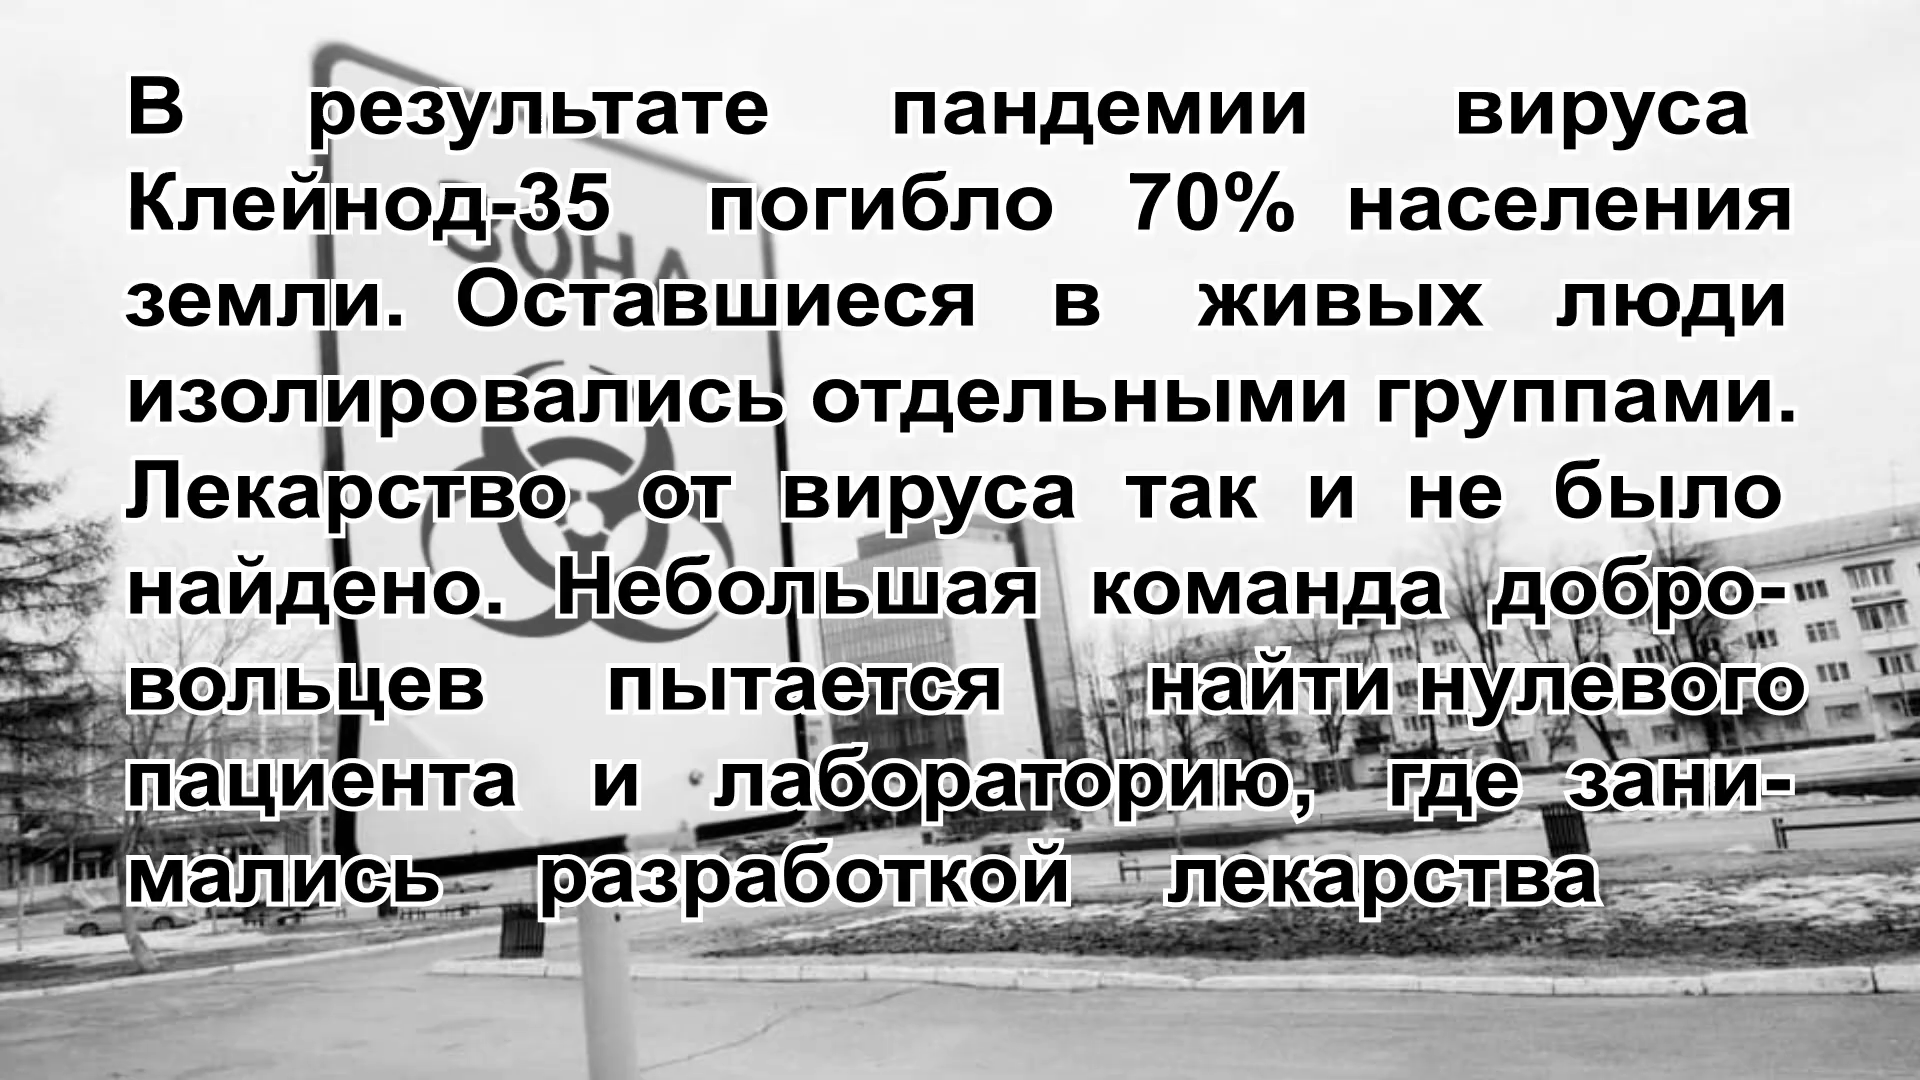 В результате пандемии вируса
Клейнод-35 погибло 70% населения
земли. Оставшиеся в живых люди
изолировались отдельными группами.
Лекарство от вируса так и не было
найдено. Небольшая команда добро-
вольцев пытается найти нулевого
пациента и лабораторию, где зани-
мались разработкой лекарства
ЗОНА